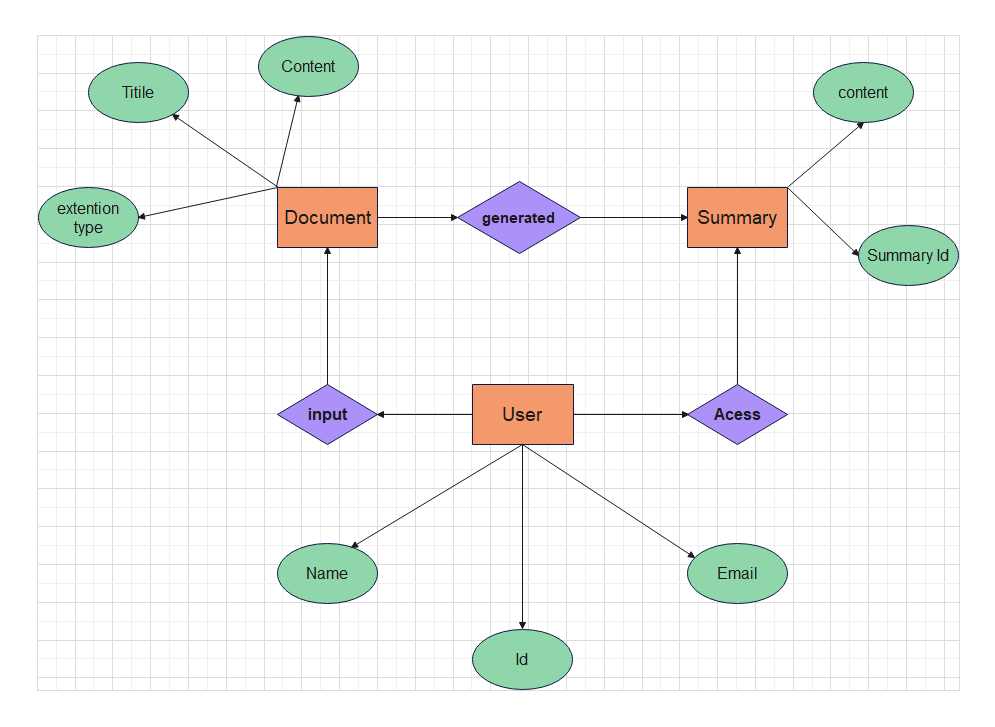 Content
Titile
content
extention
type
Document
generated
Summary
Summary Id
input
User
Acess
Name
Email
Id